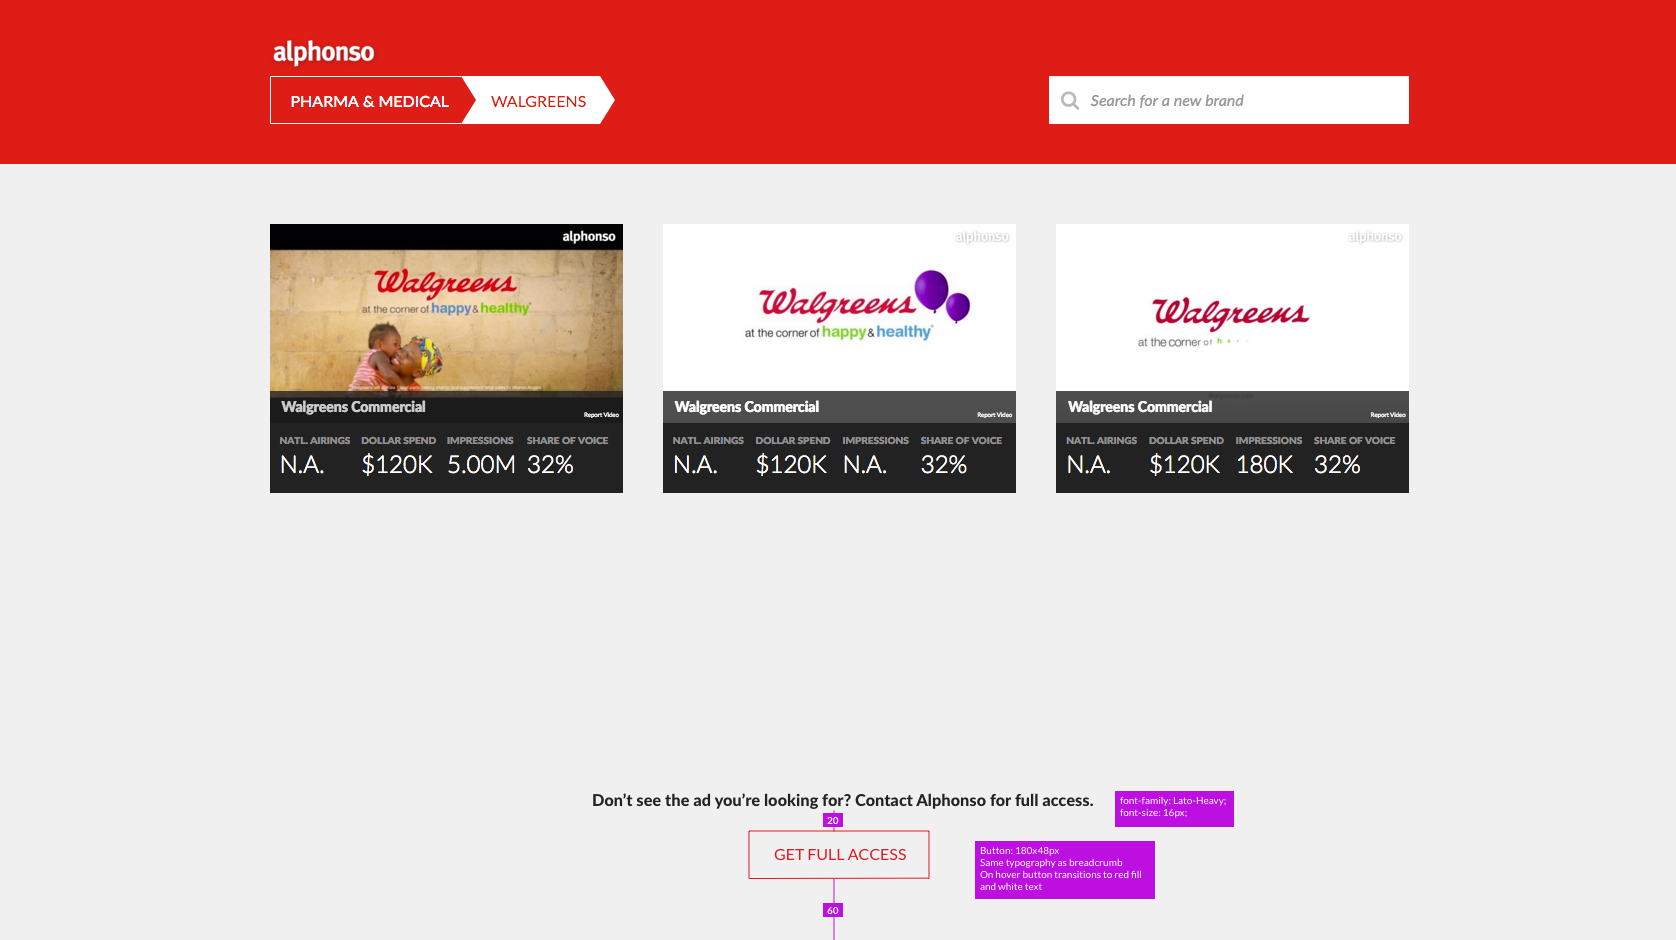 alphonso
PHARMA & MEDICAL
WALGREENS
Search for a new brand
alphonso
Walgreens
at the corner of happy & healthy
Walgreens Commercial
Report Video
NATL. AIRINGS DOLLAR SPEND IMPRESSIONS SHARE OF VOICE
N.A. $120K 5.00M 32%
alphonso
Walgreens
at the corner of happy & healthy
Walgreens Commercial
Report Video
NATL. AIRINGS DOLLAR SPEND IMPRESSIONS SHARE OF VOICE
N.A. $120K N.A. 32%
alphonso
Walgreens
at the corner of h
Walgreens Commercial
Report Video
NATL. AIRINGS DOLLAR SPEND IMPRESSIONS SHARE OF VOICE
N.A. $120K 180K 32%
Don't see the ad you're looking for? Contact Alphonso for full access.
font-family: Lato-Heavy;
font-size: 16px;
20
GET FULL ACCESS
Button: 180x48px
Same typography as breadcrumb
On hover button transitions to red fill
and white text
60